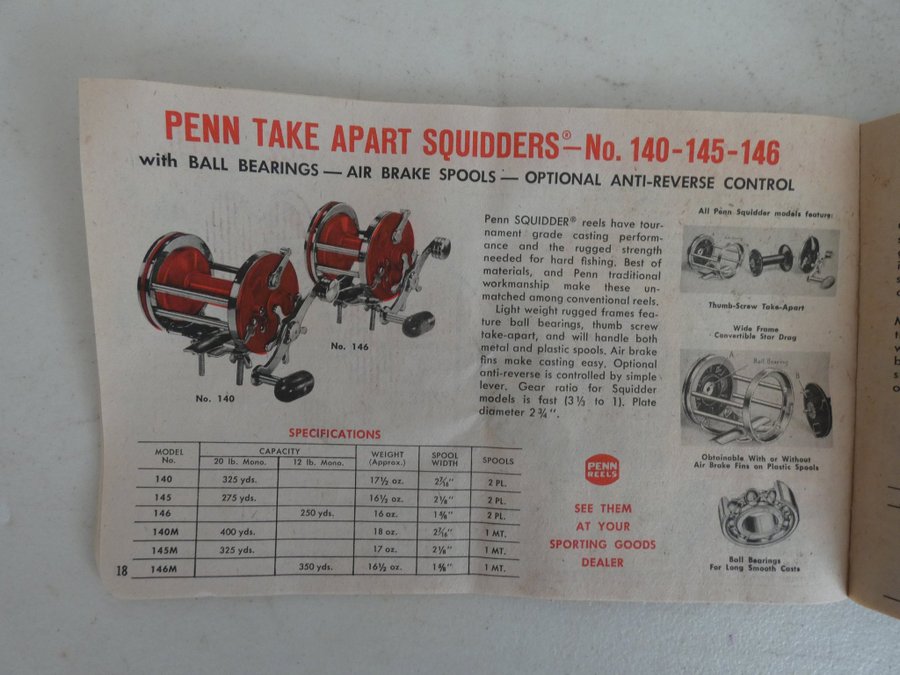 PENN TAKE APART SQUIDDERS®—No. 140-145-146
with BALL BEARINGS — AIR BRAKE SPOOLS — OPTIONAL ANTI-REVERSE CONTROL
No. 146
No. 140
Penn SQUIDDER® reels have tour-
nament grade casting perform-
ance and the rugged strength
needed for hard fishing. Best of
materials, and Penn traditional
workmanship make these un-
matched among conventional reels.
Light weight rugged frames fea-
ture ball bearings, thumb screw
take-apart, and will handle both
metal and plastic spools. Air brake
fins make casting easy. Optional
anti-reverse is controlled by simple
lever. Gear ratio for Squidder
models is fast (3⅓ to 1). Plate
diameter 2¾".
All Penn Squidder models feature:
Thumb-Screw Take-Apart
Wide Frame
Convertible Star Drag
A
Ball Bearing
B
Obtainable With or Without
Air Brake Fins on Plastic Spools
Ball Bearings
For Long Smooth Casts
PENN
REELS
SEE THEM
AT YOUR
SPORTING GOODS
DEALER
SPECIFICATIONS
MODEL No. CAPACITY WEIGHT (Approx.) SPOOL WIDTH SPOOLS
20 lb. Mono. 12 lb. Mono.
140 325 yds. 17½ oz. 2 PL.
145 275 yds. 16½ oz. 2⅛" 2 PL.
146 250 yds. 16 oz. 1⅝" 2 PL.
140M 400 yds. 18 oz. 1 MT.
145M 325 yds. 17 oz. 2⅛" 1 MT.
146M 350 yds. 16½ oz. 1⅝" 1 MT.
18